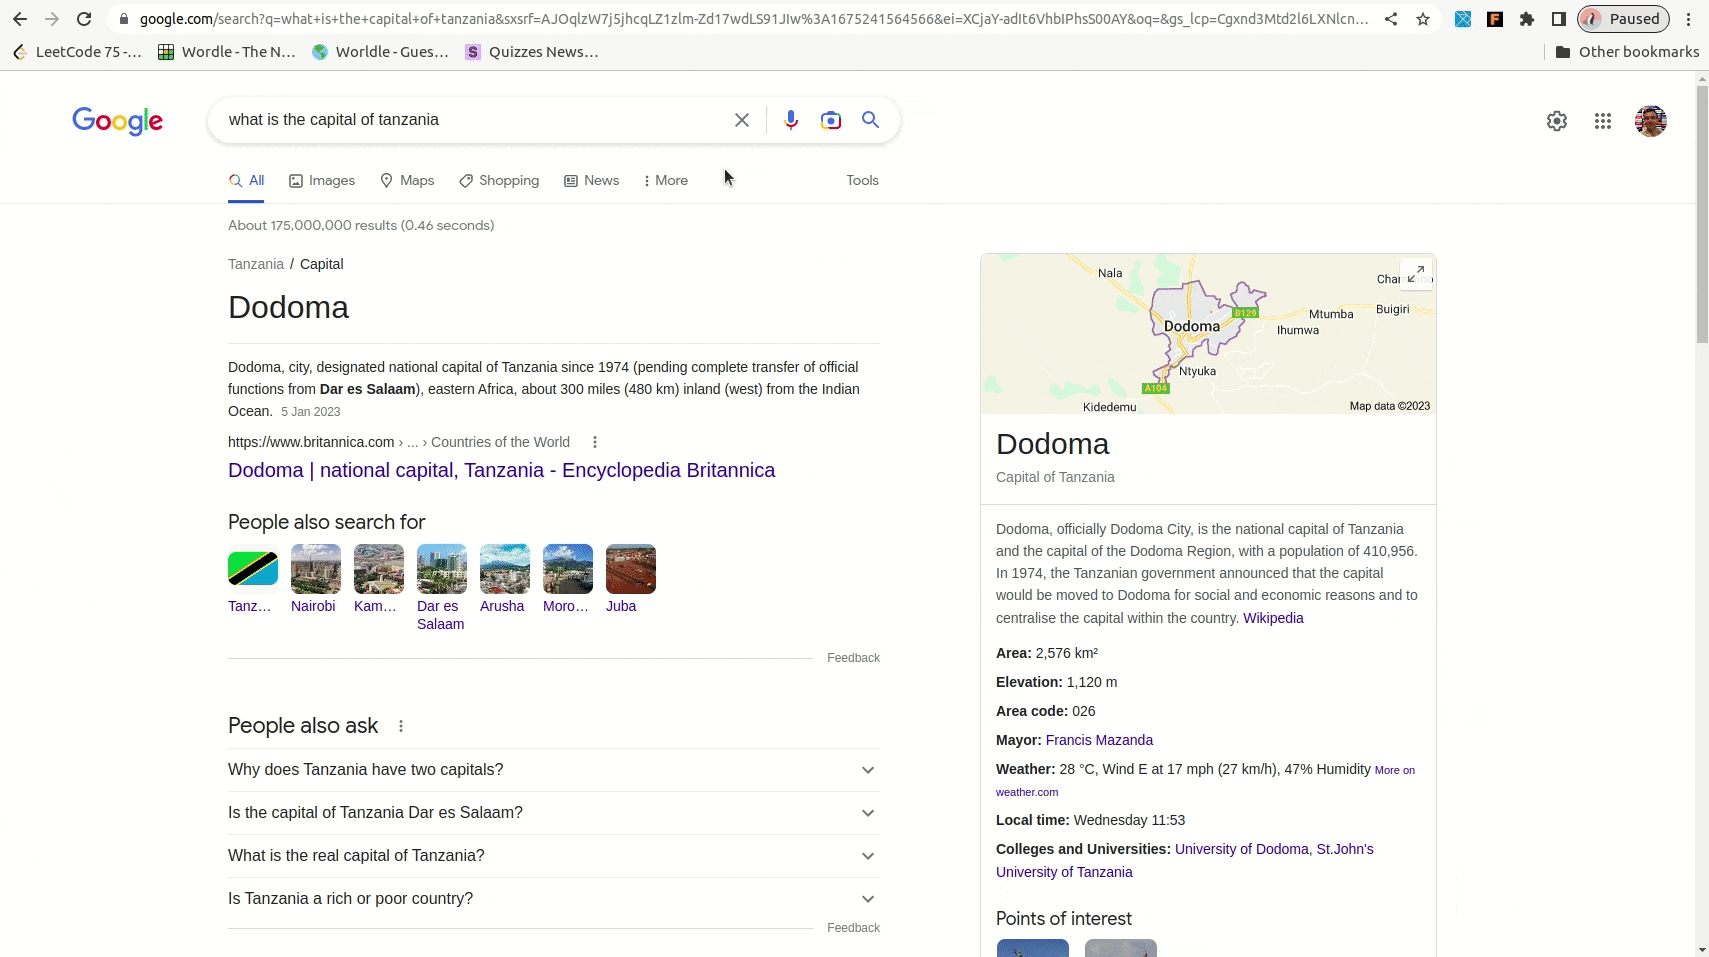 google.com/search?q=what+is+the+capital+of+tanzania&sxsrf=AJOqlzW7j5jhcqLZ1zlm-Zd17wdLS91JIw%3A1675241564566&ei=XCjaY-adIt6VhbIPhsS00AY&oq=&gs_lcp=Cgxnd3Mtd2l6LXNlcn...
Paused
LeetCode 75 -...
Wordle - The N...
Worldle - Gues...
Quizzes News...
Other bookmarks
Google
what is the capital of tanzania
All
Images
Maps
Shopping
News
More
Tools
About 175,000,000 results (0.46 seconds)
Tanzania / Capital
Dodoma
Dodoma, city, designated national capital of Tanzania since 1974 (pending complete transfer of official
functions from Dar es Salaam), eastern Africa, about 300 miles (480 km) inland (west) from the Indian
Ocean. 5 Jan 2023
https://www.britannica.com › ... › Countries of the World
Dodoma | national capital, Tanzania - Encyclopedia Britannica
People also search for
Tanz...
Nairobi
Kam...
Dar es
Salaam
Arusha
Moro...
Juba
Feedback
People also ask
Why does Tanzania have two capitals?
Is the capital of Tanzania Dar es Salaam?
What is the real capital of Tanzania?
Is Tanzania a rich or poor country?
Feedback
Nala
Buigiri
Mtumba
B129
Dodoma
Ihumwa
Ntyuka
A104
Kidedemu
Map data ©2023
Dodoma
Capital of Tanzania
Dodoma, officially Dodoma City, is the national capital of Tanzania
and the capital of the Dodoma Region, with a population of 410,956.
In 1974, the Tanzanian government announced that the capital
would be moved to Dodoma for social and economic reasons and to
centralise the capital within the country. Wikipedia
Area: 2,576 km²
Elevation: 1,120 m
Area code: 026
Mayor: Francis Mazanda
Weather: 28 °C, Wind E at 17 mph (27 km/h), 47% Humidity More on
weather.com
Local time: Wednesday 11:53
Colleges and Universities: University of Dodoma, St.John's
University of Tanzania
Points of interest